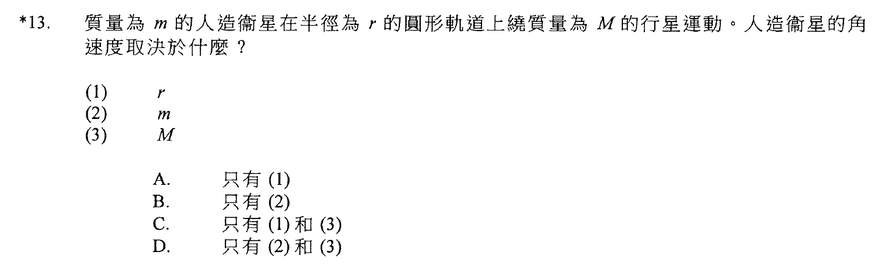 *13. 質量為 m 的人造衞星在半徑為 r 的圓形軌道上繞質量為 M 的行星運動。人造衞星的角
速度取決於什麼？
(1) r
(2) m
(3) M
A. 只有 (1)
B. 只有 (2)
C. 只有 (1) 和 (3)
D. 只有 (2) 和 (3)